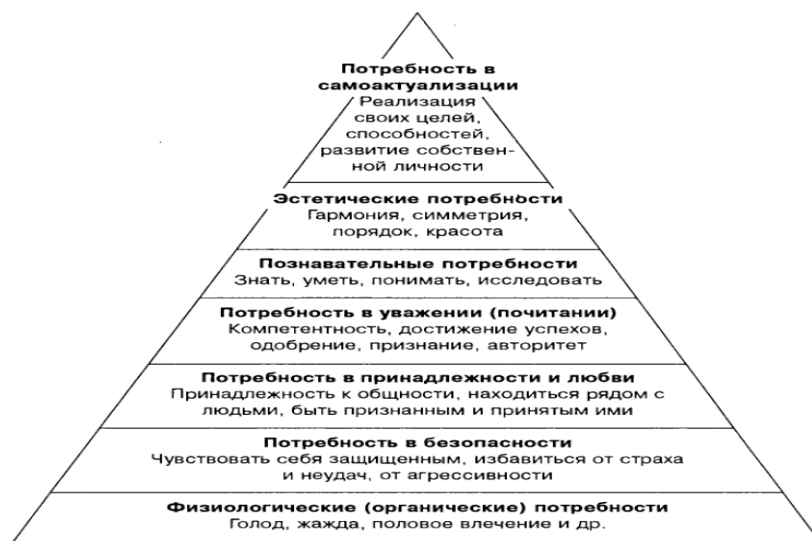 Потребность в
самоактуализации
Реализация
своих целей,
способностей,
развитие собствен-
ной личности
Эстетические потребности
Гармония, симметрия,
порядок, красота
Познавательные потребности
Знать, уметь, понимать, исследовать
Потребность в уважении (почитании)
Компетентность, достижение успехов,
одобрение, признание, авторитет
Потребность в принадлежности и любви
Принадлежность к общности, находиться рядом с
людьми, быть признанным и принятым ими
Потребность в безопасности
Чувствовать себя защищенным, избавиться от страха
и неудач, от агрессивности
Физиологические (органические) потребности
Голод, жажда, половое влечение и др.